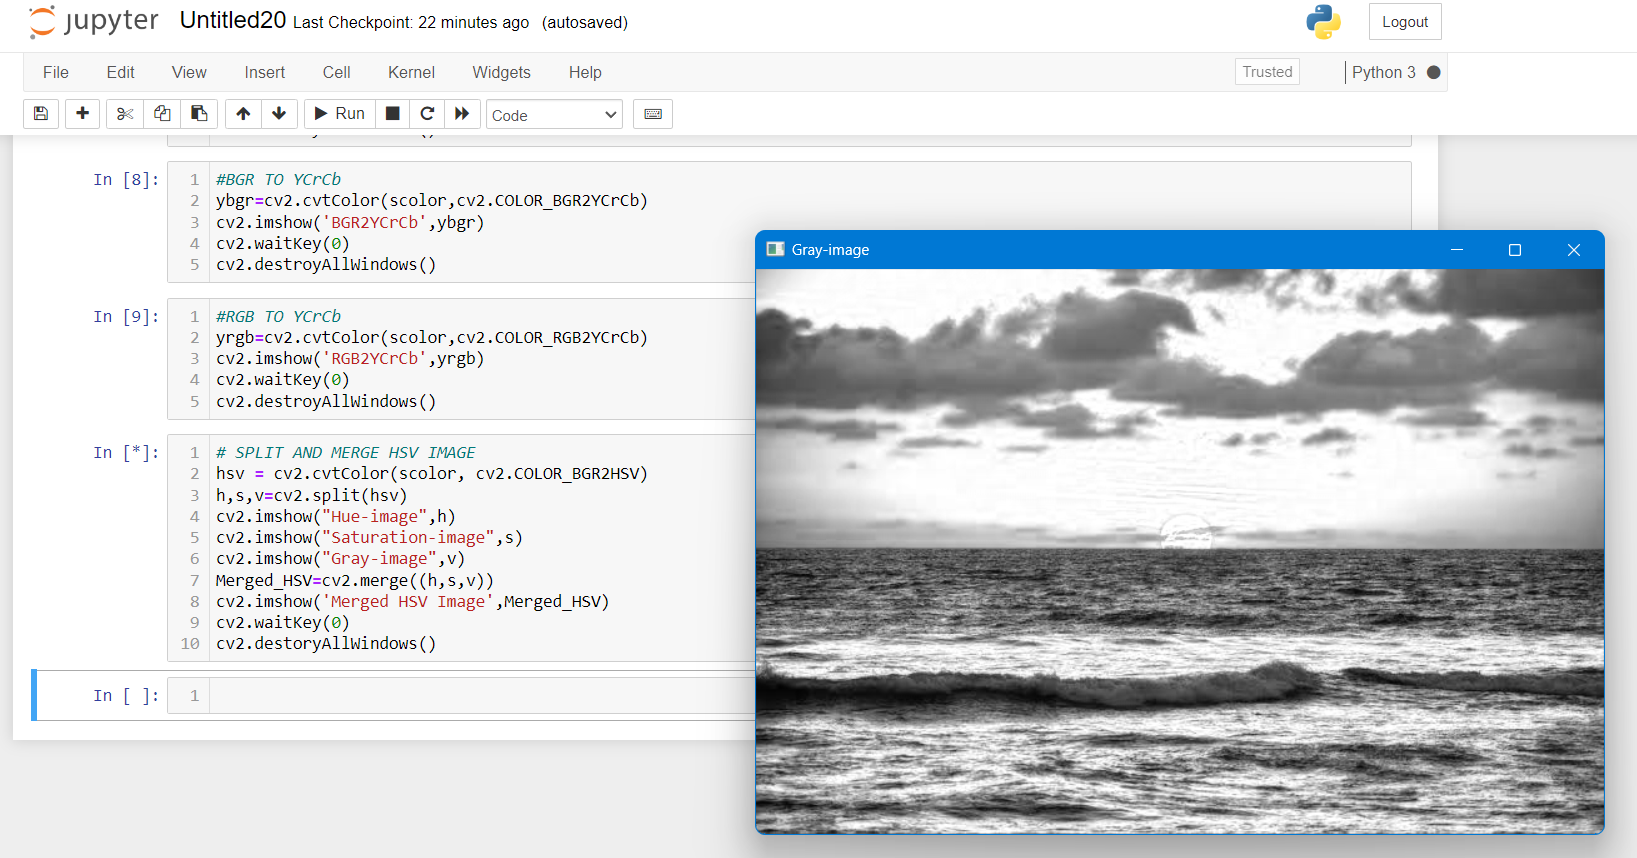 jupyter Untitled20 Last Checkpoint: 22 minutes ago (autosaved)
Logout
File Edit View Insert Cell Kernel Widgets Help
Trusted Python 3
Run Code
In [8]:
1 #BGR TO YCrCb
2 ybgr=cv2.cvtColor(scolor,cv2.COLOR_BGR2YCrCb)
3 cv2.imshow('BGR2YCrCb',ybgr)
4 cv2.waitKey(0)
5 cv2.destroyAllWindows()
In [9]:
1 #RGB TO YCrCb
2 yrgb=cv2.cvtColor(scolor,cv2.COLOR_RGB2YCrCb)
3 cv2.imshow('RGB2YCrCb',yrgb)
4 cv2.waitKey(0)
5 cv2.destroyAllWindows()
In [*]:
1 # SPLIT AND MERGE HSV IMAGE
2 hsv = cv2.cvtColor(scolor, cv2.COLOR_BGR2HSV)
3 h,s,v=cv2.split(hsv)
4 cv2.imshow("Hue-image",h)
5 cv2.imshow("Saturation-image",s)
6 cv2.imshow("Gray-image",v)
7 Merged_HSV=cv2.merge((h,s,v))
8 cv2.imshow('Merged HSV Image',Merged_HSV)
9 cv2.waitKey(0)
10 cv2.destoryAllWindows()
In [ ]:
1
Gray-image